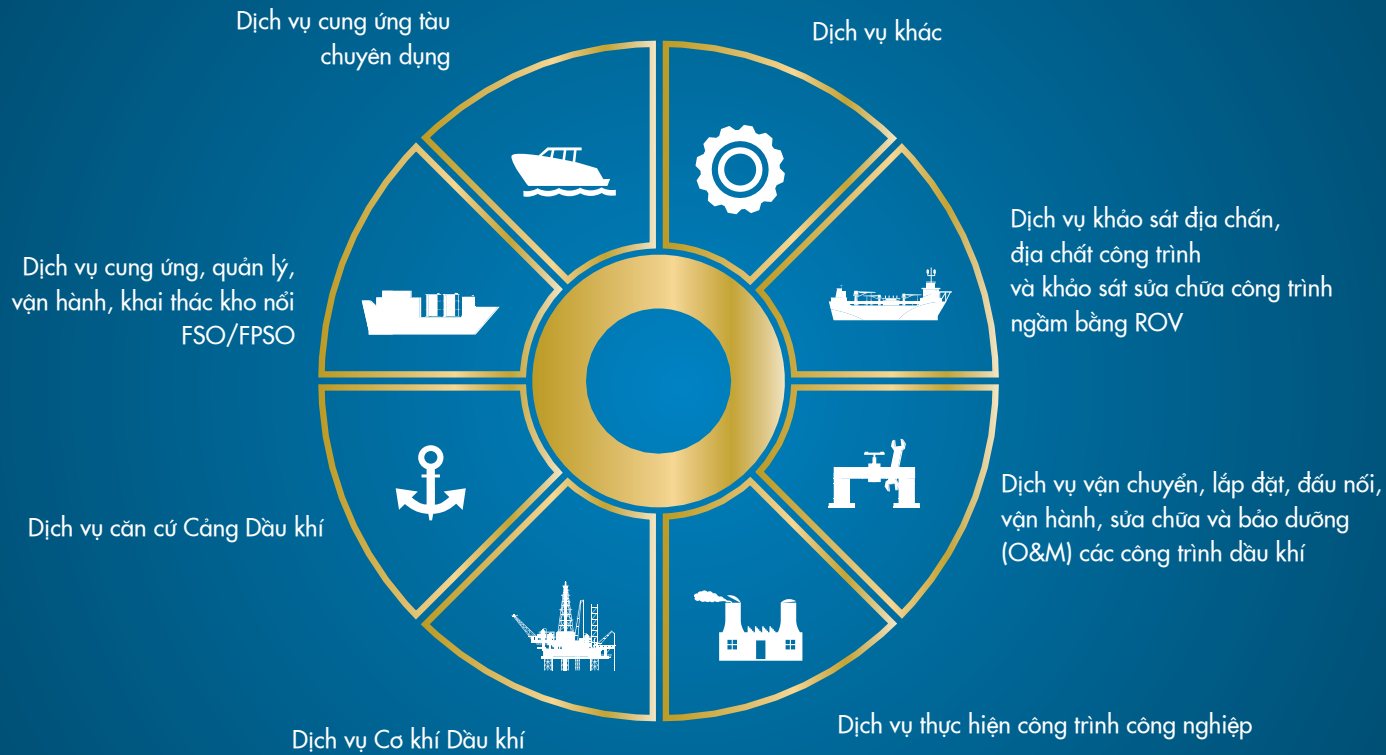 Dịch vụ cung ứng tàu
chuyên dụng
Dịch vụ khác
Dịch vụ khảo sát địa chấn,
địa chất công trình
và khảo sát sửa chữa công trình
ngầm bằng ROV
Dịch vụ cung ứng, quản lý,
vận hành, khai thác kho nổi
FSO/FPSO
Dịch vụ vận chuyển, lắp đặt, đấu nối,
vận hành, sửa chữa và bảo dưỡng
(O&M) các công trình dầu khí
Dịch vụ căn cứ Cảng Dầu khí
Dịch vụ thực hiện công trình công nghiệp
Dịch vụ Cơ khí Dầu khí